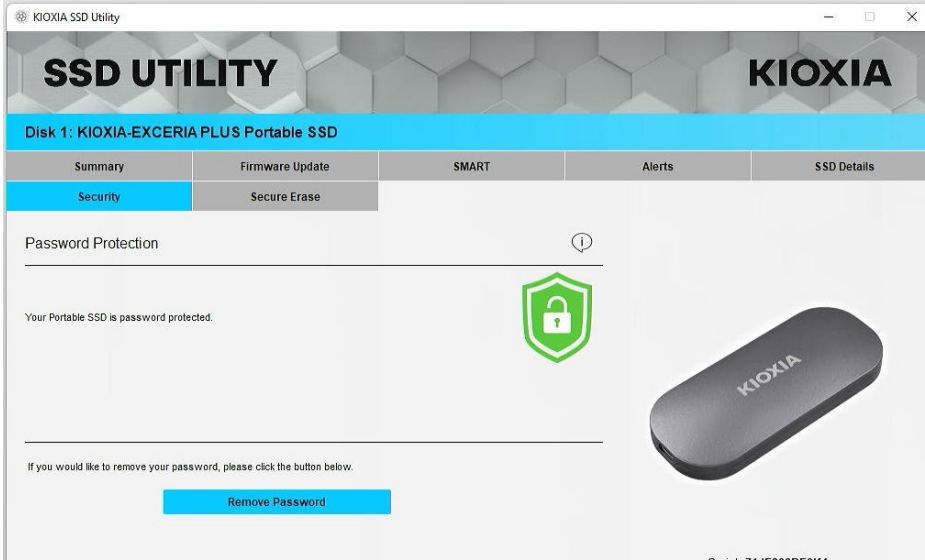 KIOXIA SSD Utility
SSD UTILITY
KIOXIA
Disk 1: KIOXIA-EXCERIA PLUS Portable SSD
Summary
Firmware Update
SMART
Alerts
SSD Details
Security
Secure Erase
Password Protection
Your Portable SSD is password protected.
KIOXIA
If you would like to remove your password, please click the button below.
Remove Password